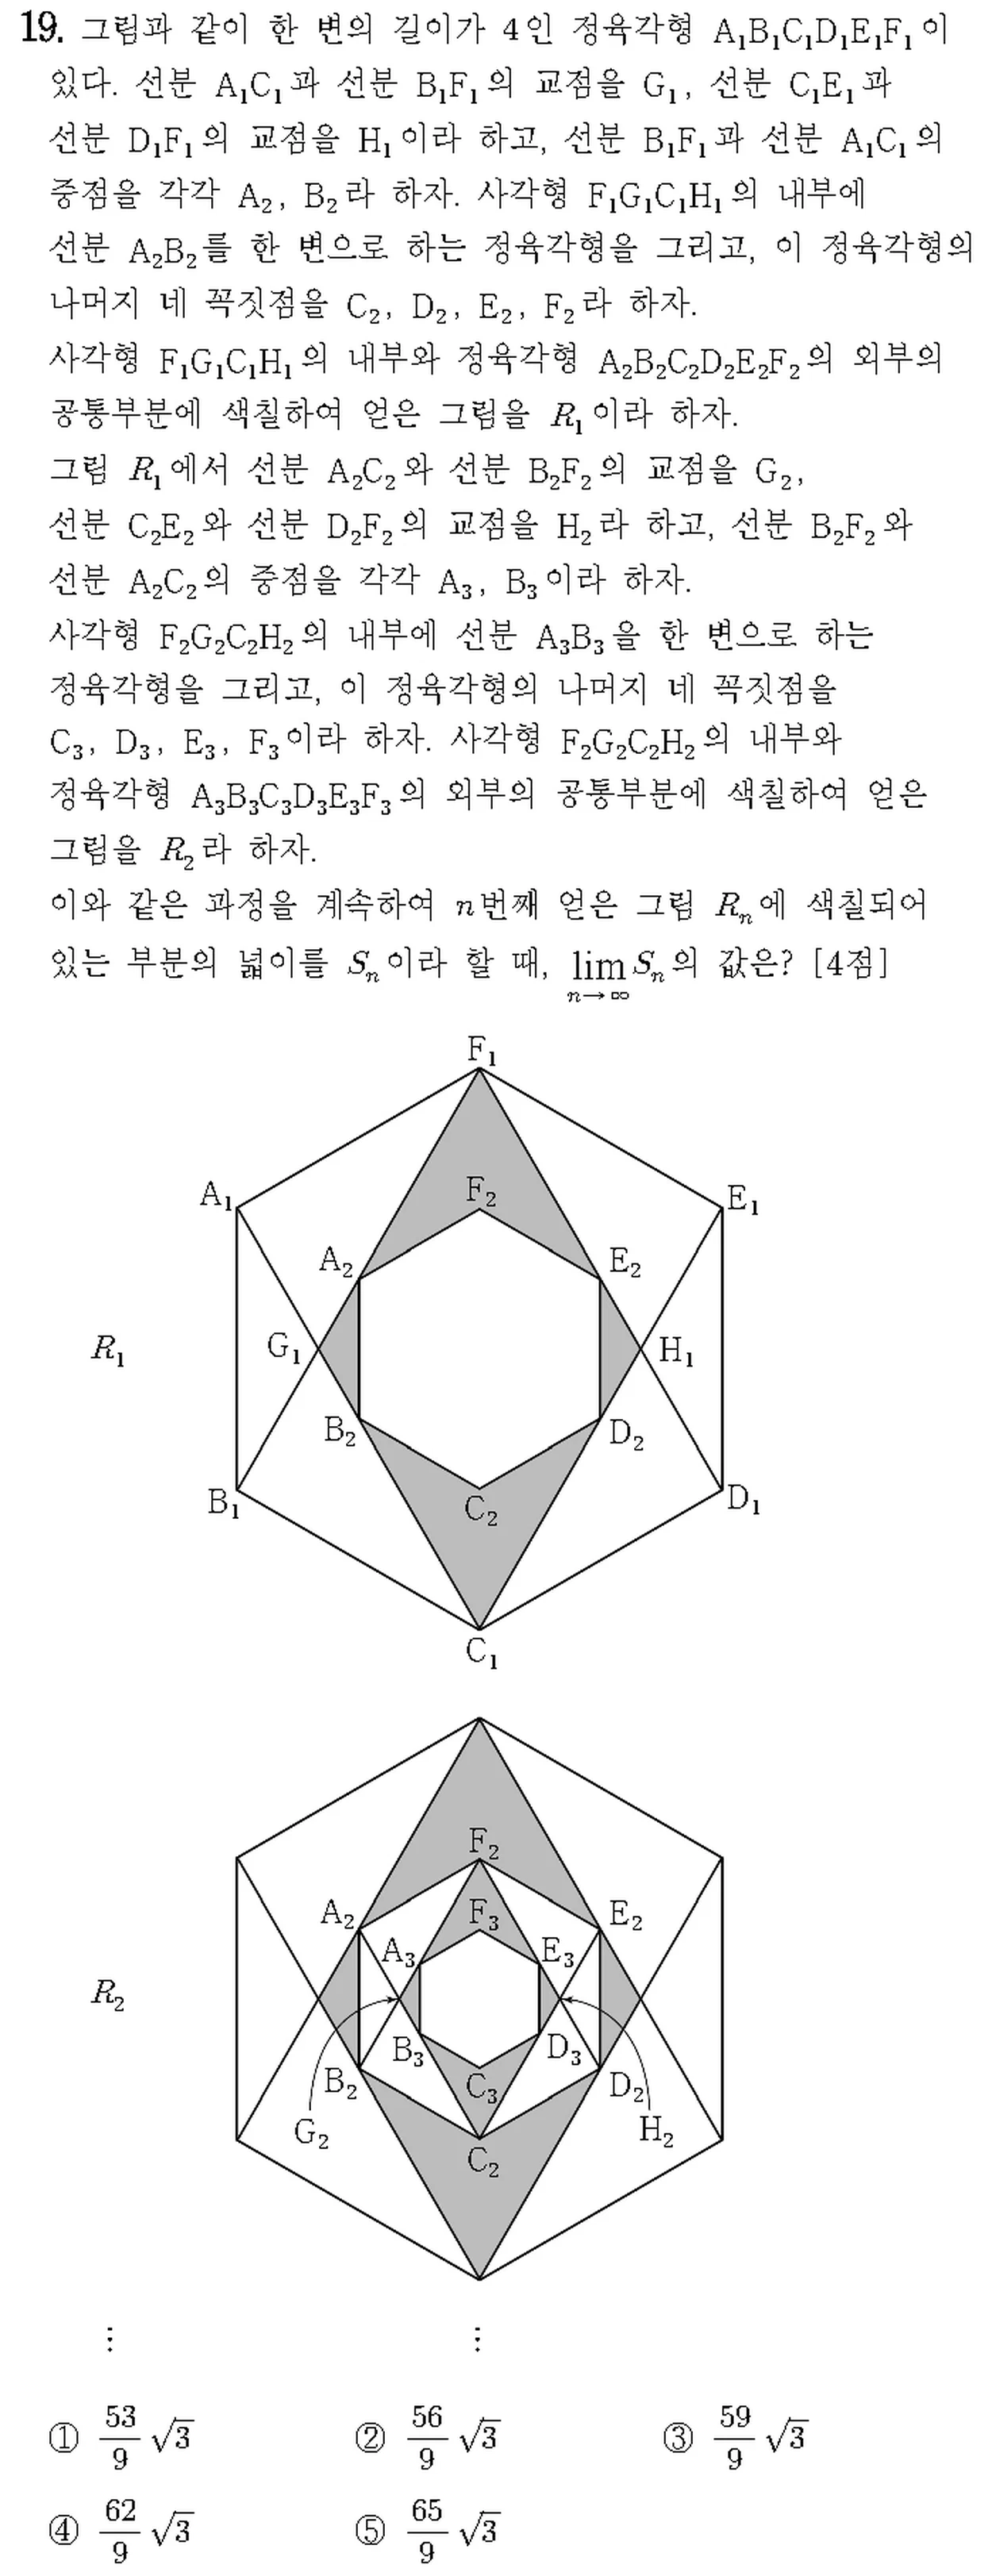 19. 그림과 같이 한 변의 길이가 4인 정육각형 A₁B₁C₁D₁E₁F₁이
있다. 선분 A₁C₁과 선분 B₁F₁의 교점을 G₁, 선분 C₁E₁과
선분 D₁F₁의 교점을 H₁이라 하고, 선분 B₁F₁과 선분 A₁C₁의
중점을 각각 A₂, B₂라 하자. 사각형 F₁G₁C₁H₁의 내부에
선분 A₂B₂를 한 변으로 하는 정육각형을 그리고, 이 정육각형의
나머지 네 꼭짓점을 C₂, D₂, E₂, F₂라 하자.
사각형 F₁G₁C₁H₁의 내부와 정육각형 A₂B₂C₂D₂E₂F₂의 외부의
공통부분에 색칠하여 얻은 그림을 R₁이라 하자.
그림 R₁에서 선분 A₂C₂와 선분 B₂F₂의 교점을 G₂,
선분 C₂E₂와 선분 D₂F₂의 교점을 H₂라 하고, 선분 B₂F₂와
선분 A₂C₂의 중점을 각각 A₃, B₃이라 하자.
사각형 F₂G₂C₂H₂의 내부에 선분 A₃B₃을 한 변으로 하는
정육각형을 그리고, 이 정육각형의 나머지 네 꼭짓점을
C₃, D₃, E₃, F₃이라 하자. 사각형 F₂G₂C₂H₂의 내부와
정육각형 A₃B₃C₃D₃E₃F₃의 외부의 공통부분에 색칠하여 얻은
그림을 R₂라 하자.
이와 같은 과정을 계속하여 n번째 얻은 그림 Rₙ에 색칠되어
있는 부분의 넓이를 Sₙ이라 할 때, lim n→∞ Sₙ의 값은? [4점]
F₁
A₁ F₂ E₁
A₂ E₂
R₁ G₁ H₁
B₂ D₂
B₁ C₂ D₁
C₁
F₂
A₂ F₃ E₂
A₃ E₃
R₂
B₃ D₃
B₂ C₃ D₂
G₂ H₂
C₂
⋮ ⋮
① 53/9 √3 ② 56/9 √3 ③ 59/9 √3
④ 62/9 √3 ⑤ 65/9 √3